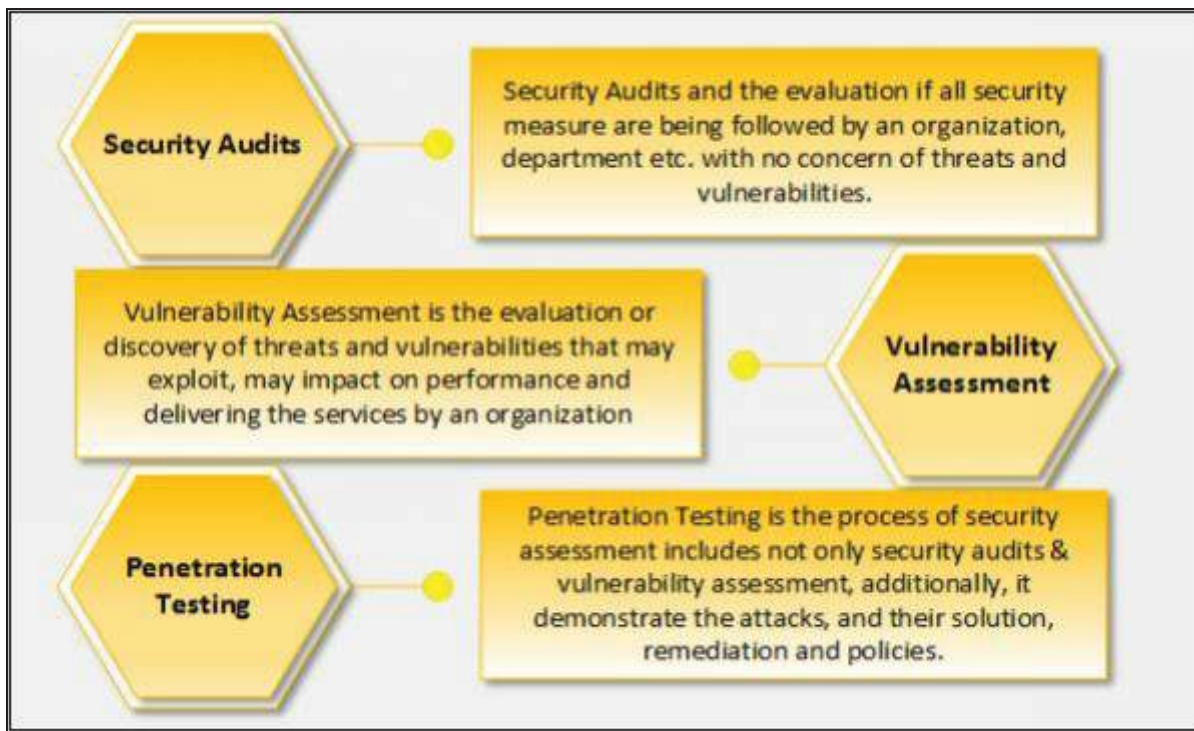 Security Audits
Security Audits and the evaluation if all security
measure are being followed by an organization,
department etc. with no concern of threats and
vulnerabilities.
Vulnerability Assessment is the evaluation or
discovery of threats and vulnerabilities that may
exploit, may impact on performance and
delivering the services by an organization
Vulnerability
Assessment
Penetration
Testing
Penetration Testing is the process of security
assessment includes not only security audits &
vulnerability assessment, additionally, it
demonstrate the attacks, and their solution,
remediation and policies.